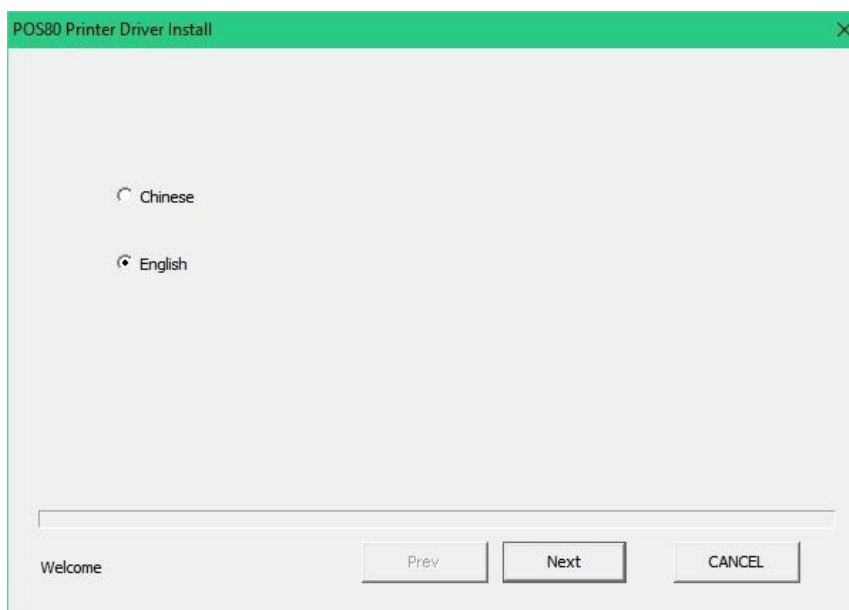 POS80 Printer Driver Install
Chinese
English
Welcome
Prev
Next
CANCEL